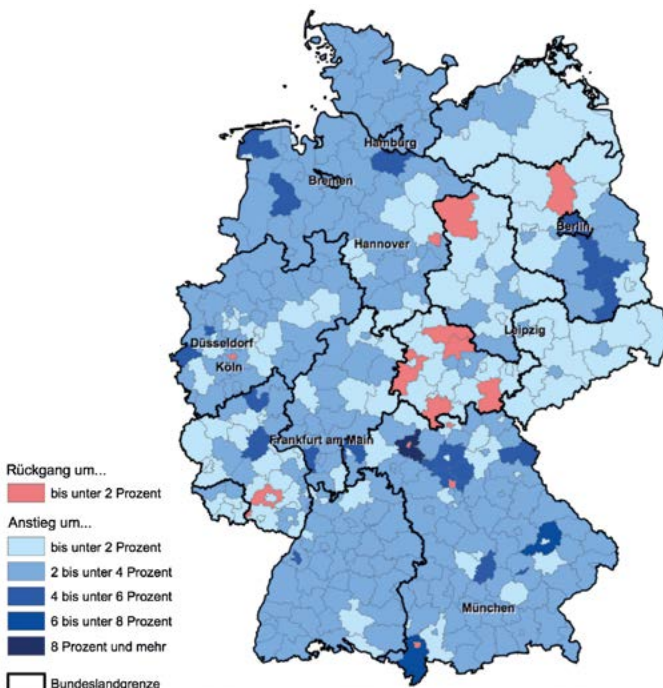 Hamburg
Bremen
Berlin
Hannover
Düsseldorf
Leipzig
Köln
Frankfurt am Main
München
Rückgang um...
bis unter 2 Prozent
Anstieg um...
bis unter 2 Prozent
2 bis unter 4 Prozent
4 bis unter 6 Prozent
6 bis unter 8 Prozent
8 Prozent und mehr
Bundeslandgrenze